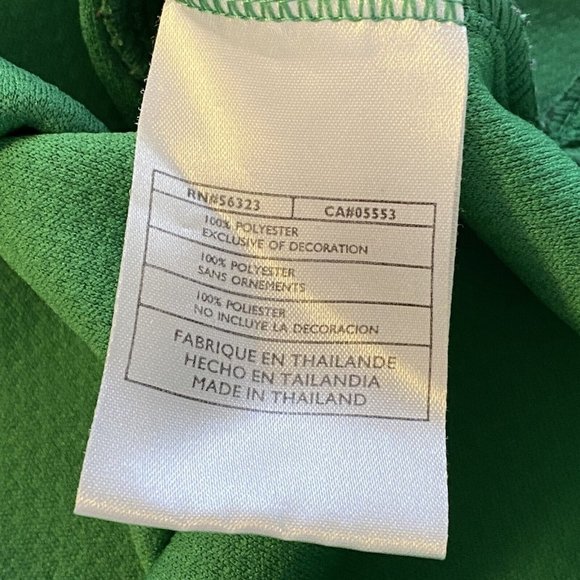 RN#56323 CA#05553
100% POLYESTER
EXCLUSIVE OF DECORATION
100% POLYESTER
SANS ORNEMENTS
100% POLIESTER
NO INCLUYE LA DECORACION
FABRIQUE EN THAILANDE
HECHO EN TAILANDIA
MADE IN THAILAND